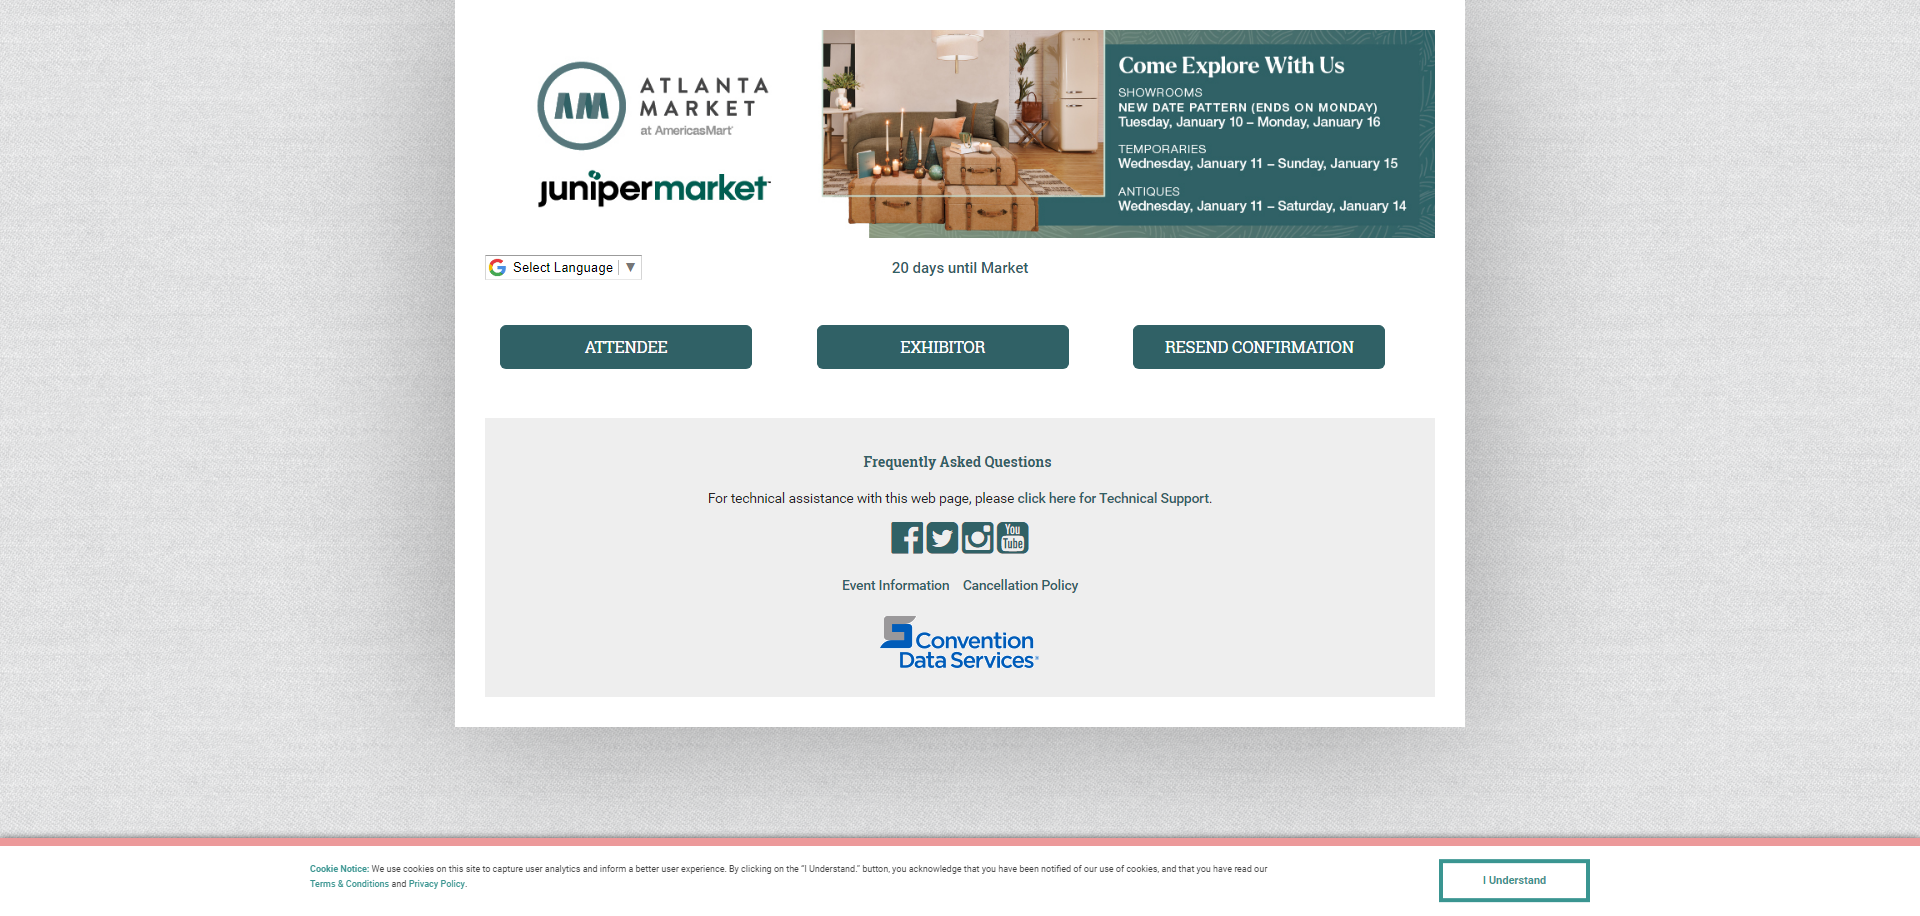 AM
ATLANTA
MARKET
at AmericasMart
junipermarket
Come Explore With Us
SHOWROOMS
NEW DATE PATTERN (ENDS ON MONDAY)
Tuesday, January 10 – Monday, January 16
TEMPORARIES
Wednesday, January 11 – Sunday, January 15
ANTIQUES
Wednesday, January 11 – Saturday, January 14
Select Language ▼
20 days until Market
ATTENDEE
EXHIBITOR
RESEND CONFIRMATION
Frequently Asked Questions
For technical assistance with this web page, please click here for Technical Support.
You
Tube
Event Information
Cancellation Policy
Convention
Data Services
Cookie Notice: We use cookies on this site to capture user analytics and inform a better user experience. By clicking on the “I Understand.” button, you acknowledge that you have been notified of our use of cookies, and that you have read our
Terms & Conditions and Privacy Policy.
I Understand